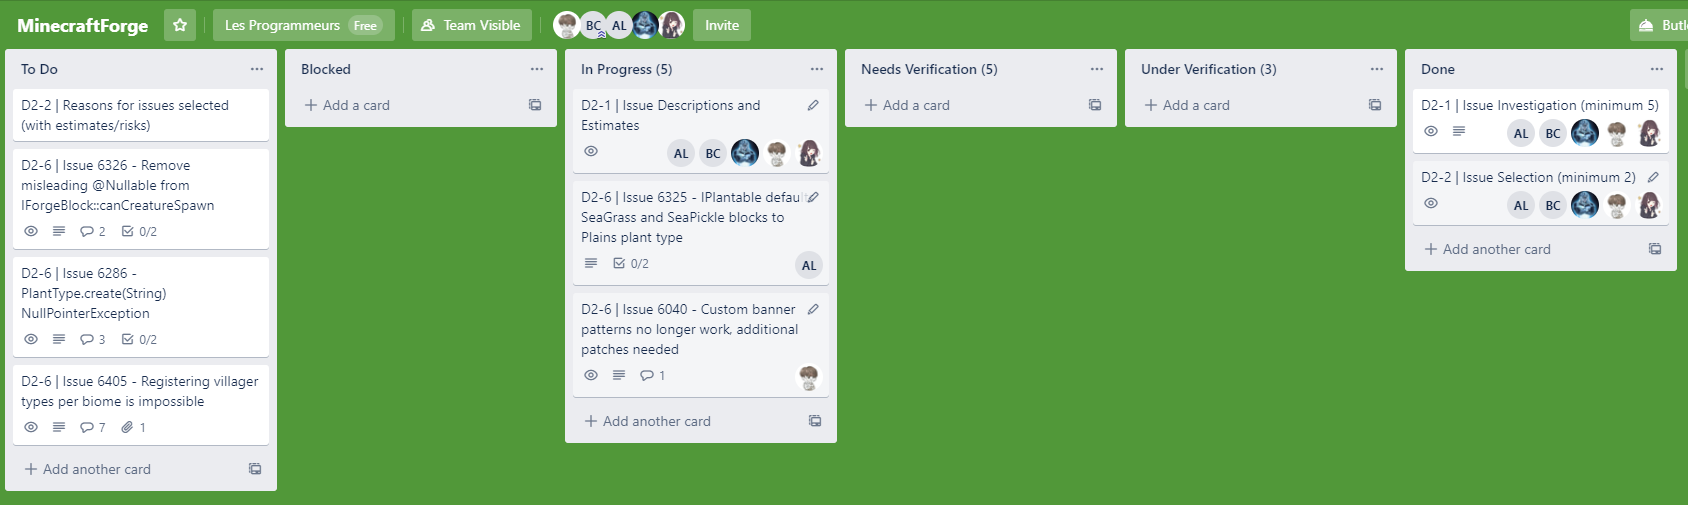 MinecraftForge
Les Programmeurs Free
Team Visible
BC AL
Invite
To Do
D2-2 | Reasons for issues selected
(with estimates/risks)
D2-6 | Issue 6326 - Remove
misleading @Nullable from
IForgeBlock::canCreatureSpawn
2 0/2
D2-6 | Issue 6286 -
PlantType.create(String)
NullPointerException
3 0/2
D2-6 | Issue 6405 - Registering villager
types per biome is impossible
7 1
+ Add another card
Blocked
+ Add a card
In Progress (5)
D2-1 | Issue Descriptions and
Estimates
AL BC
D2-6 | Issue 6325 - IPlantable default
SeaGrass and SeaPickle blocks to
Plains plant type
0/2 AL
D2-6 | Issue 6040 - Custom banner
patterns no longer work, additional
patches needed
1
+ Add another card
Needs Verification (5)
+ Add a card
Under Verification (3)
+ Add a card
Done
D2-1 | Issue Investigation (minimum 5)
AL BC
D2-2 | Issue Selection (minimum 2)
AL BC
+ Add another card